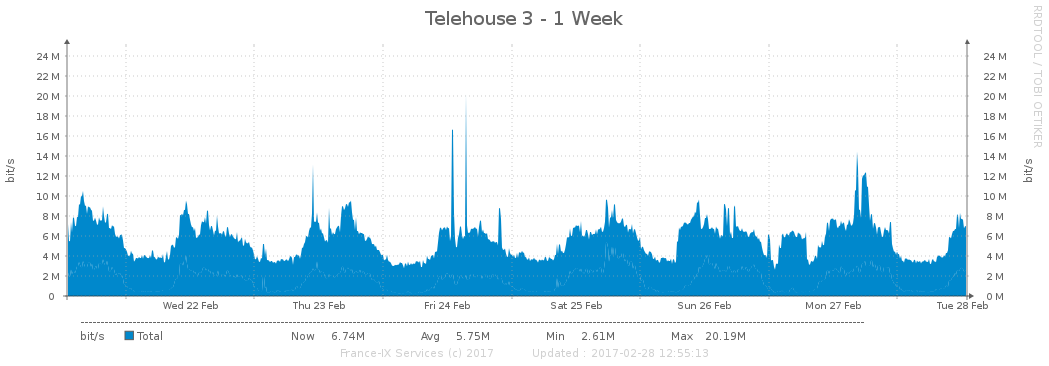 Telehouse 3 - 1 Week
RRDTOOL / TOBI OETIKER
24 M 24 M
22 M 22 M
20 M 20 M
18 M 18 M
16 M 16 M
14 M 14 M
12 M 12 M
10 M 10 M
8 M 8 M
6 M 6 M
4 M 4 M
2 M 2 M
0 0 M
bit/s bit/s
Wed 22 Feb Thu 23 Feb Fri 24 Feb Sat 25 Feb Sun 26 Feb Mon 27 Feb Tue 28 Feb
bit/s Total Now 6.74M Avg 5.75M Min 2.61M Max 20.19M
France-IX Services (c) 2017 Updated : 2017-02-28 12:55:13